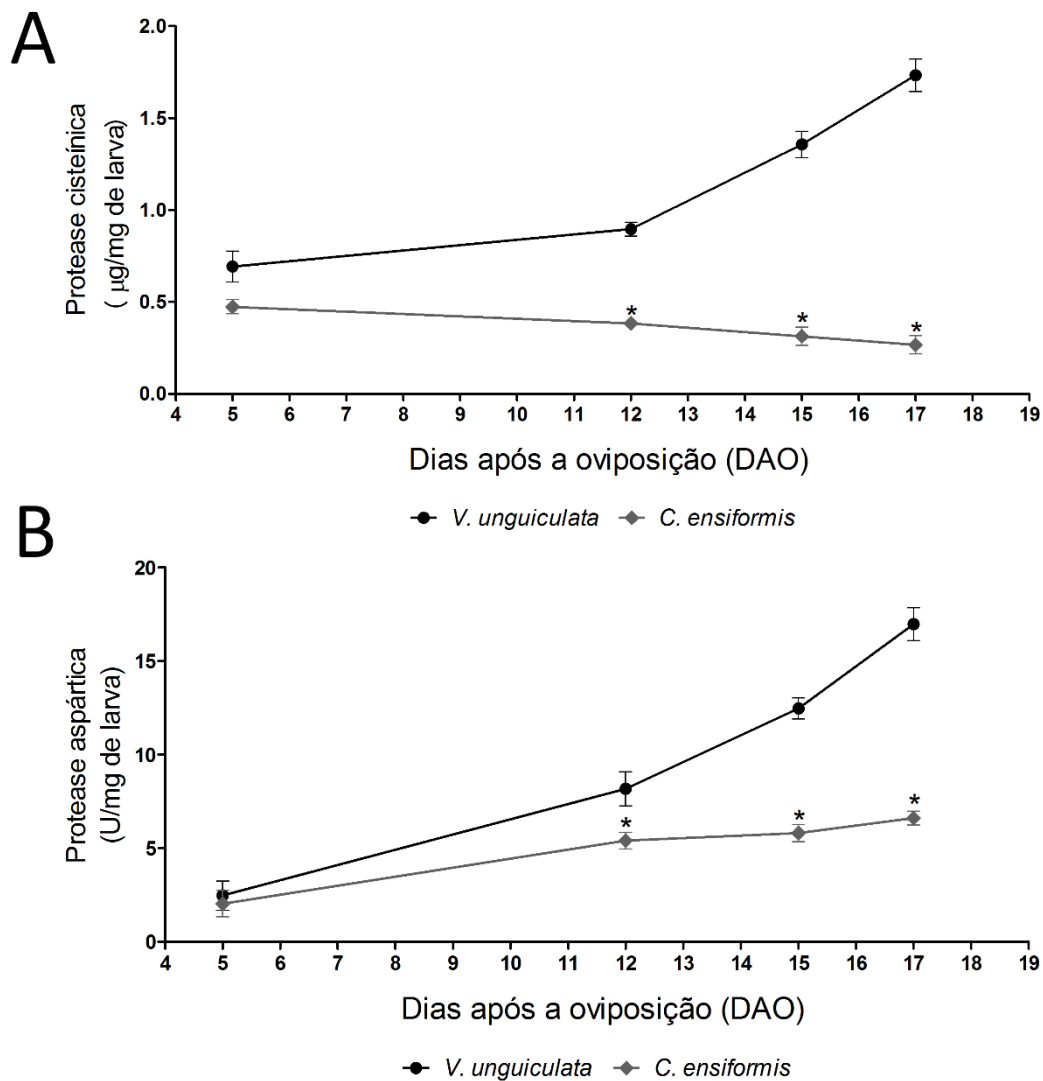 A
2.0
1.5
1.0
0.5
0.0
Protease cisteínica
( µg/mg de larva)
* * *
4 5 6 7 8 9 10 11 12 13 14 15 16 17 18 19
Dias após a oviposição (DAO)
V. unguiculata C. ensiformis
B
20
15
10
5
0
Protease aspártica
(U/mg de larva)
* * *
4 5 6 7 8 9 10 11 12 13 14 15 16 17 18 19
Dias após a oviposição (DAO)
V. unguiculata C. ensiformis